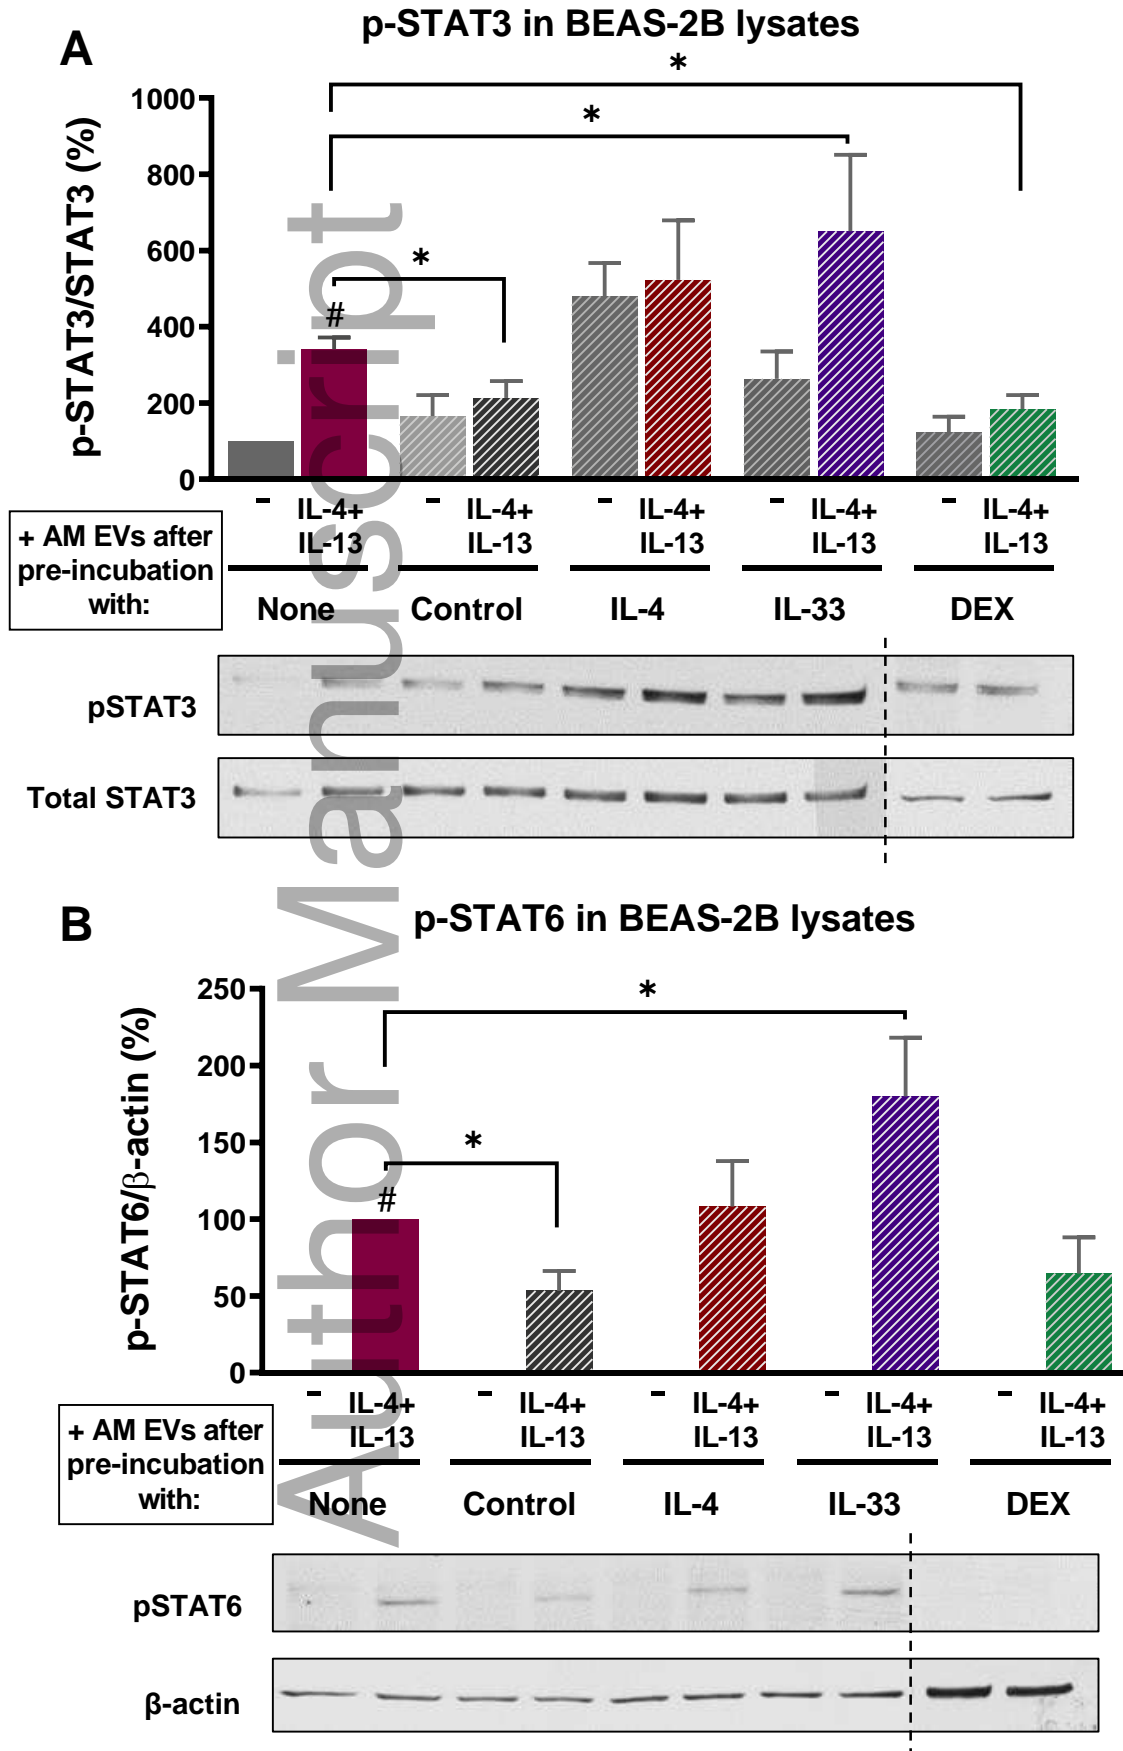 A
p-STAT3 in BEAS-2B lysates
p-STAT3/STAT3 (%)
1000
800
600
400
200
0
*
*
*
#
- IL-4+ - IL-4+ - IL-4+ - IL-4+ - IL-4+
IL-13 IL-13 IL-13 IL-13 IL-13
+ AM EVs after
pre-incubation
with:
None Control IL-4 IL-33 DEX
pSTAT3
Total STAT3
B
p-STAT6 in BEAS-2B lysates
p-STAT6/β-actin (%)
250
200
150
100
50
0
*
*
#
- IL-4+ - IL-4+ - IL-4+ - IL-4+ - IL-4+
IL-13 IL-13 IL-13 IL-13 IL-13
+ AM EVs after
pre-incubation
with:
None Control IL-4 IL-33 DEX
pSTAT6
β-actin
Author Manuscript